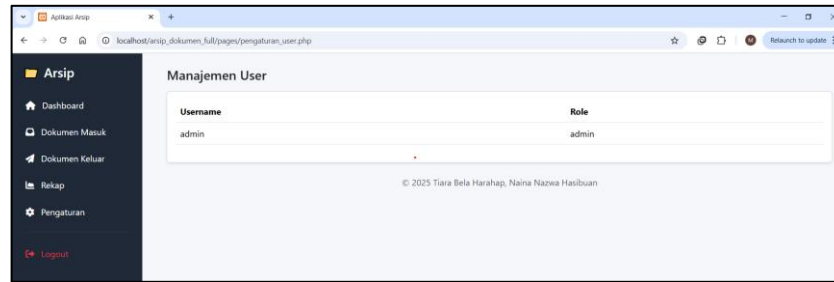 Aplikasi Arsip
localhost/arsip_dokumen_full/pages/pengaturan_user.php
M
Relaunch to update
Arsip
Dashboard
Dokumen Masuk
Dokumen Keluar
Rekap
Pengaturan
Logout
Manajemen User
Username Role
admin admin
© 2025 Tiara Bela Harahap, Naina Nazwa Hasibuan